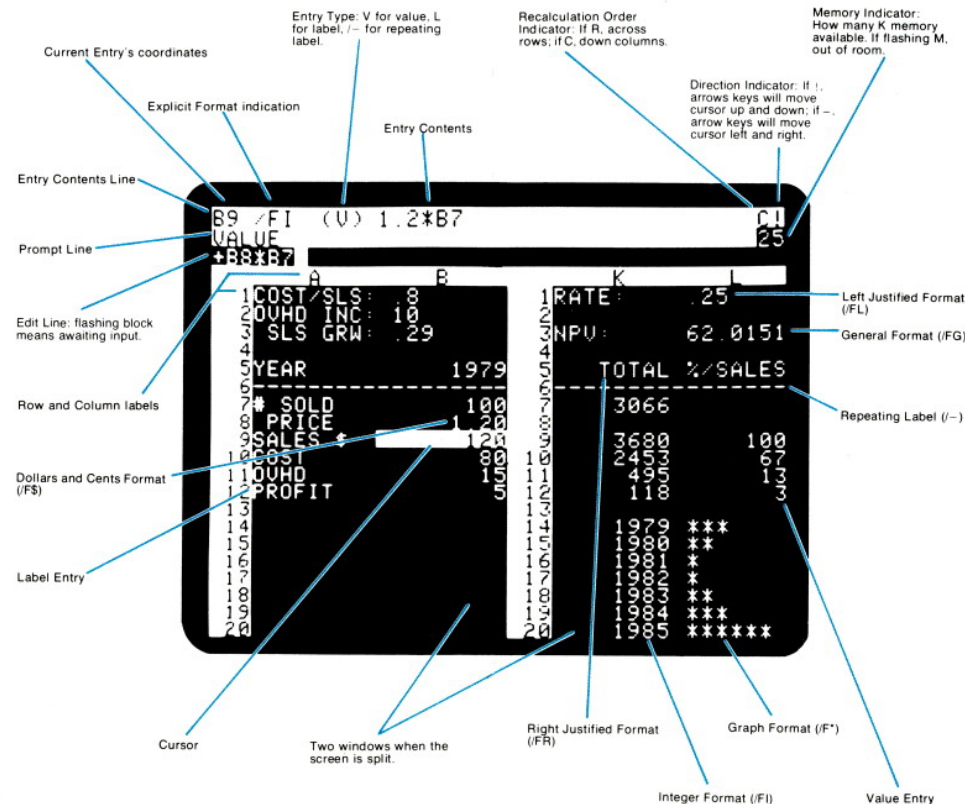 Entry Type: V for value, L
for label, /– for repeating
label.
Recalculation Order
Indicator: If R, across
rows; if C, down columns.
Memory Indicator:
How many K memory
available. If flashing M,
out of room.
Current Entry's coordinates
Explicit Format indication
Entry Contents
Direction Indicator: If !,
arrows keys will move
cursor up and down; if –,
arrow keys will move
cursor left and right.
Entry Contents Line
Prompt Line
Edit Line: flashing block
means awaiting input.
Row and Column labels
Dollars and Cents Format
(/F$)
Label Entry
B9 /FI (V) 1.2*B7 C!
VALUE 25
+B8*B7
A B K L
1 COST/SLS: .8 1 RATE: .25
2 OVHD INC: 10 2
3 SLS GRW: .29 3 NPV: 62.0151
4 4
5 YEAR 1979 5 TOTAL %/SALES
6 -------------------- 6 ------------------
7 # SOLD 100 7 3066
8 PRICE 1.20 8
9 SALES $ 120 9 3680 100
10 COST 80 10 2453 67
11 OVHD 15 11 495 13
12 PROFIT 5 12 118 3
13 13
14 14 1979 ***
15 15 1980 **
16 16 1981 *
17 17 1982 *
18 18 1983 **
19 19 1984 ***
20 20 1985 ******
Left Justified Format
(/FL)
General Format (/FG)
Repeating Label (/–)
Cursor
Two windows when the
screen is split.
Right Justified Format
(/FR)
Graph Format (/F*)
Integer Format (/FI)
Value Entry